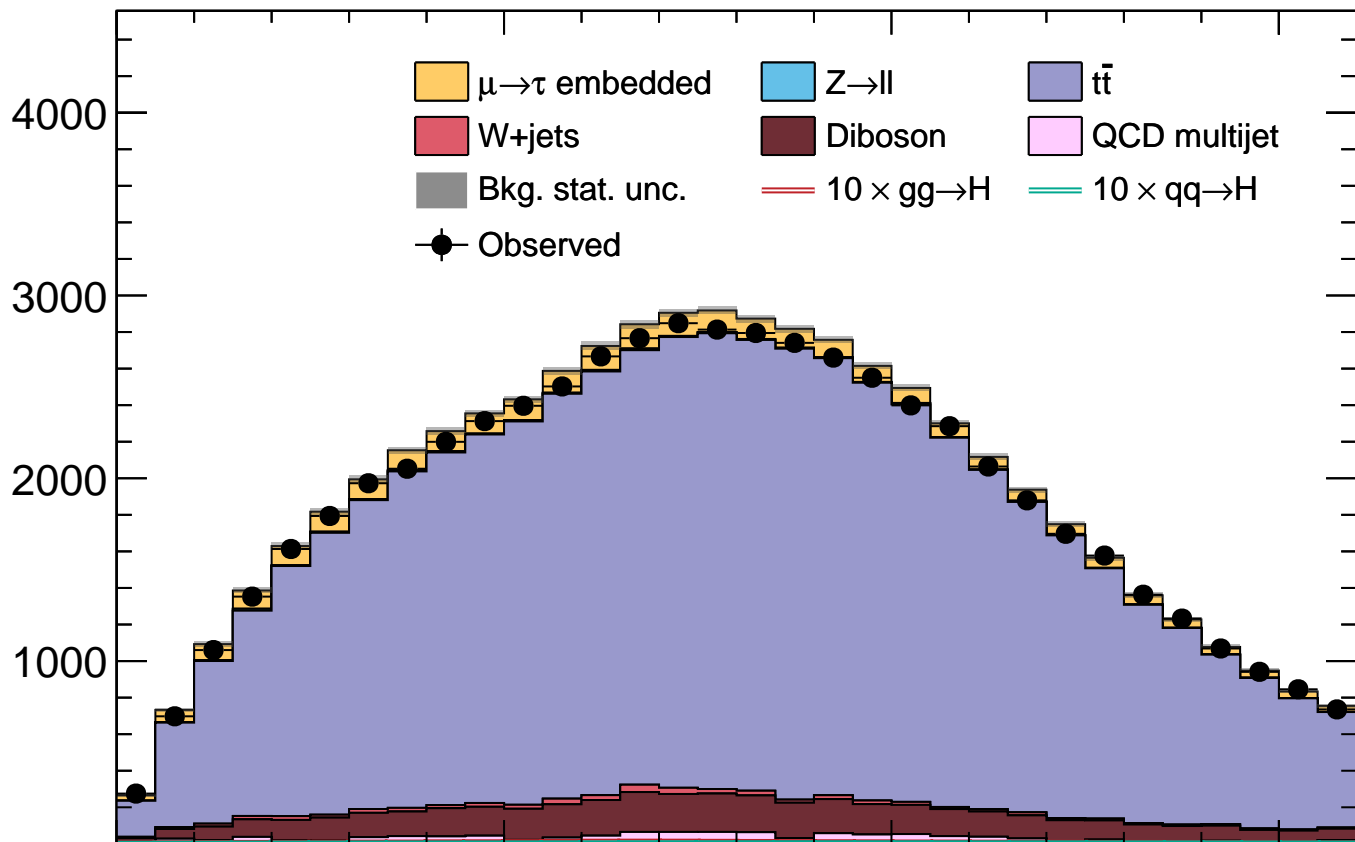 4000
3000
2000
1000
μ→τ embedded Z→ll tt̄
W+jets Diboson QCD multijet
Bkg. stat. unc. 10 × gg→H 10 × qq→H
Observed